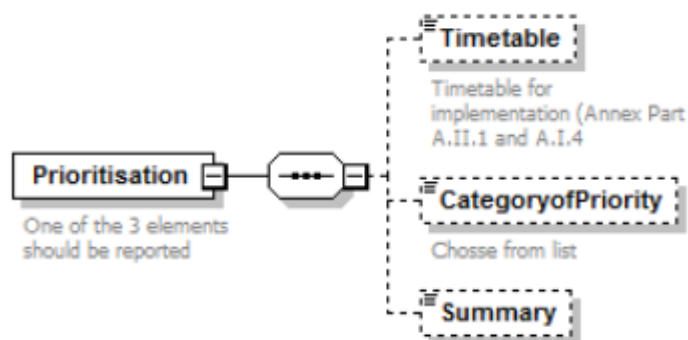 Timetable
Timetable for
implementation (Annex Part
A.II.1 and A.I.4
Prioritisation
One of the 3 elements
should be reported
CategoryofPriority
Chosse from list
Summary